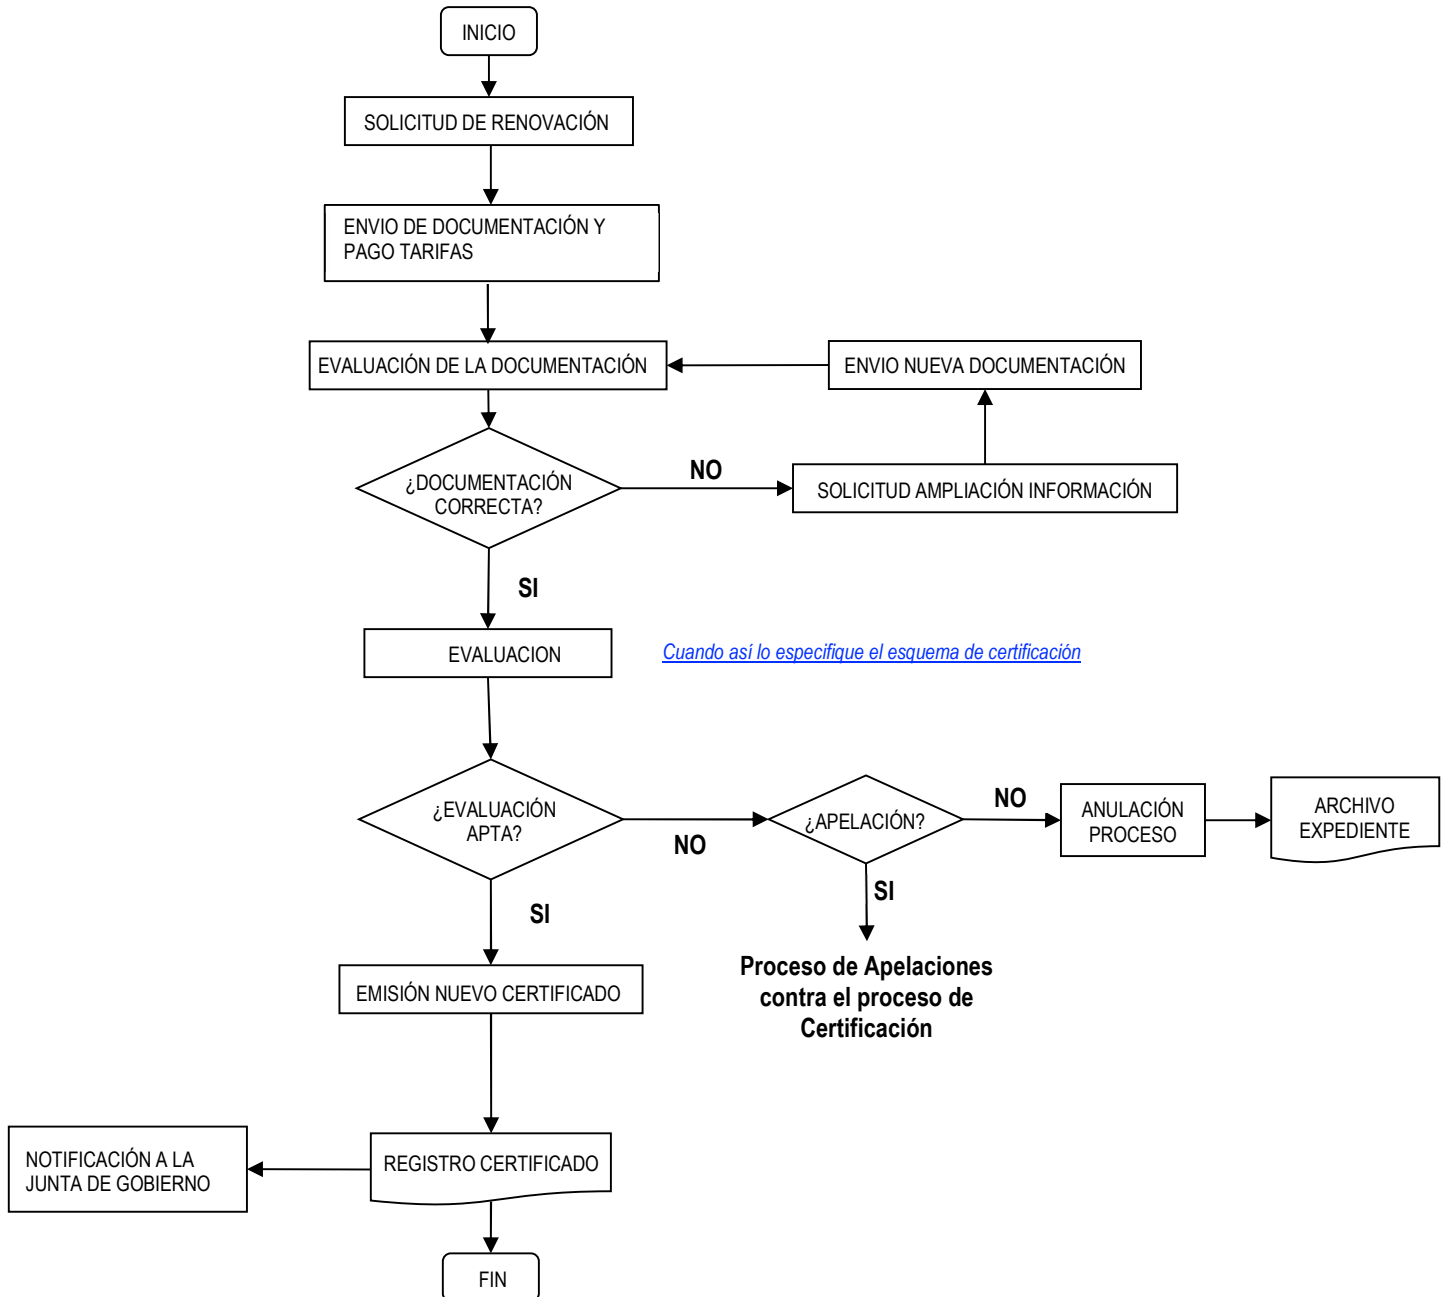 INICIO
SOLICITUD DE RENOVACIÓN
ENVIO DE DOCUMENTACIÓN Y
PAGO TARIFAS
EVALUACIÓN DE LA DOCUMENTACIÓN
ENVIO NUEVA DOCUMENTACIÓN
¿DOCUMENTACIÓN
CORRECTA?
NO
SOLICITUD AMPLIACIÓN INFORMACIÓN
SI
EVALUACION
Cuando así lo especifique el esquema de certificación
¿EVALUACIÓN
APTA?
NO
¿APELACIÓN?
NO
ANULACIÓN
PROCESO
ARCHIVO
EXPEDIENTE
SI
SI
Proceso de Apelaciones
contra el proceso de
Certificación
EMISIÓN NUEVO CERTIFICADO
NOTIFICACIÓN A LA
JUNTA DE GOBIERNO
REGISTRO CERTIFICADO
FIN